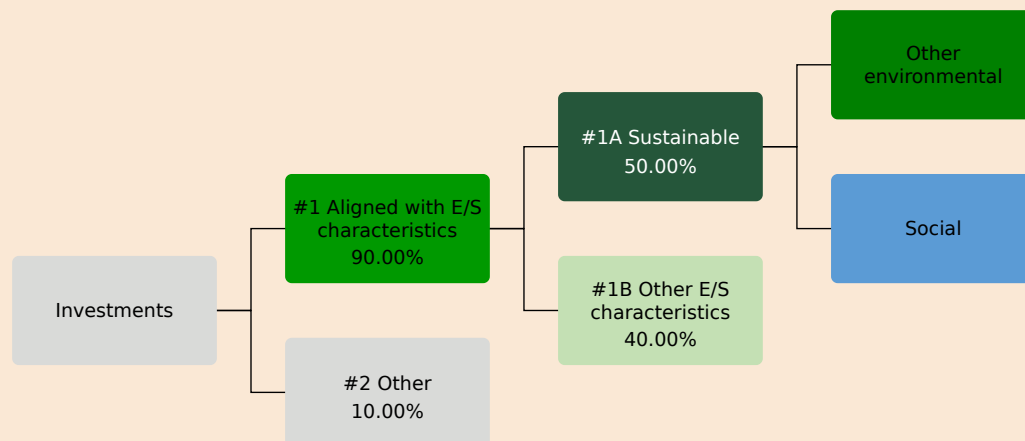 Other
environmental
#1A Sustainable
50.00%
#1 Aligned with E/S
characteristics
90.00%
Social
Investments
#1B Other E/S
characteristics
40.00%
#2 Other
10.00%